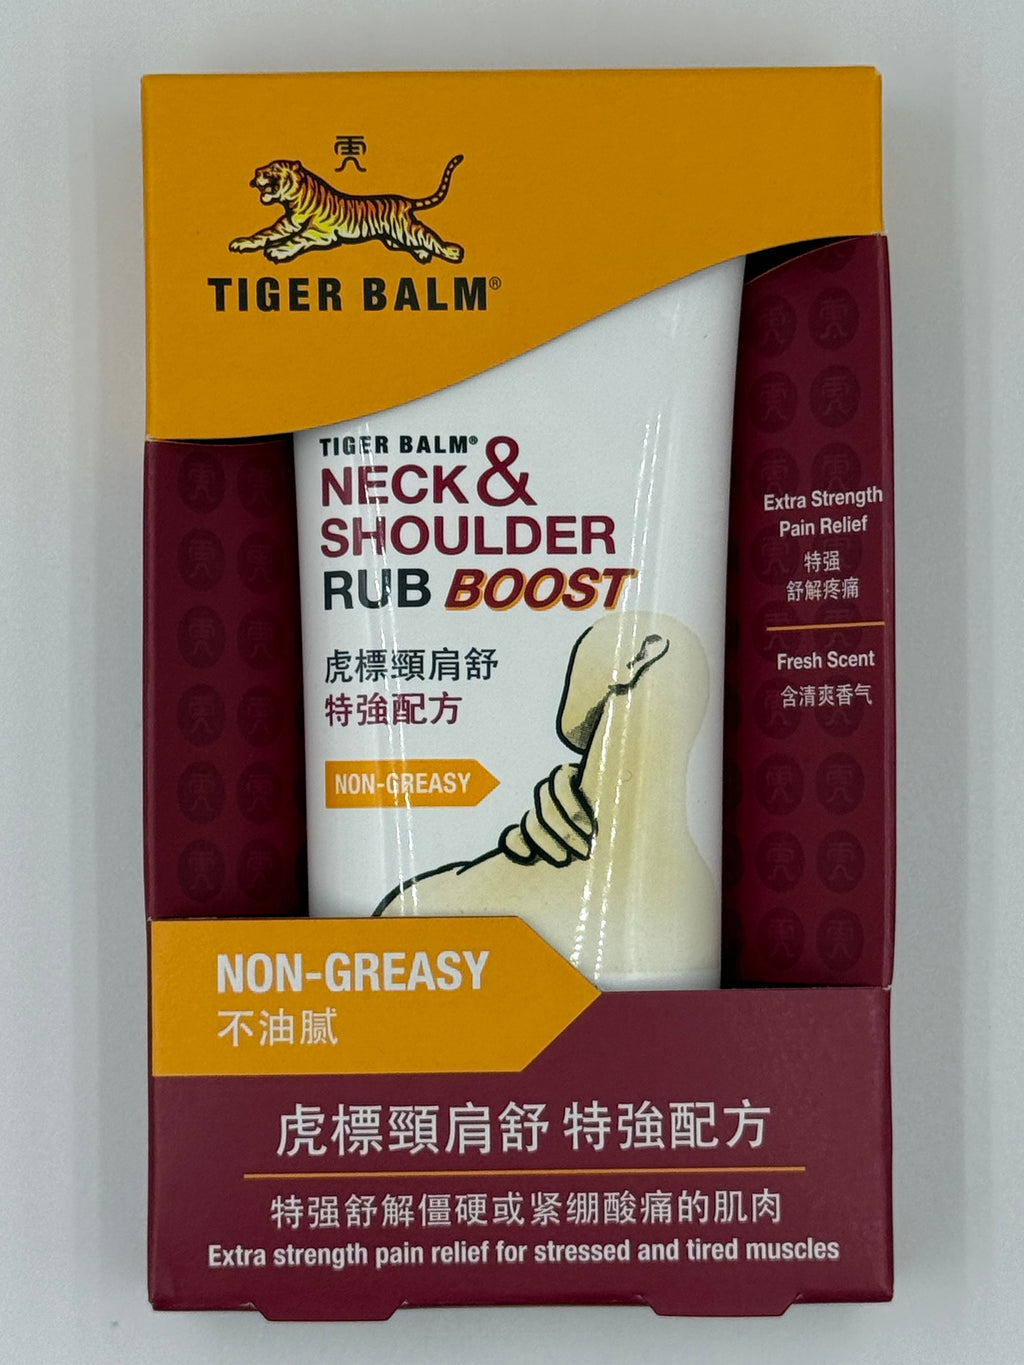 虎
TIGER BALM®
TIGER BALM®
NECK &
SHOULDER
RUB BOOST
虎標頸肩舒
特強配方
NON-GREASY
Extra Strength
Pain Relief
特强
舒解疼痛
Fresh Scent
含清爽香气
NON-GREASY
不油腻
虎標頸肩舒 特強配方
特强舒解僵硬或紧绷酸痛的肌肉
Extra strength pain relief for stressed and tired muscles